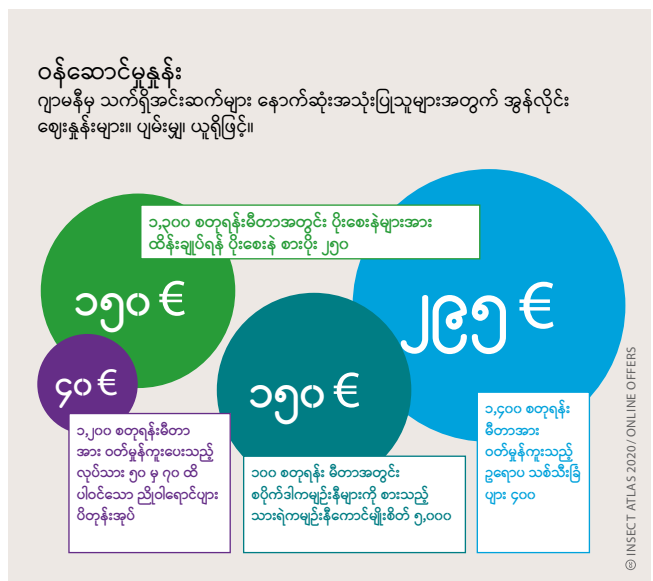 ဝန်ဆောင်မှုနှုန်း
ဂျာမနီမှ သက်ရှိအင်းဆက်များ နောက်ဆုံးအသုံးပြုသူများအတွက် အွန်လိုင်း
ဈေးနှုန်းများ။ ပျမ်းမျှ၊ ယူရိုဖြင့်။
၁,၃၀၀ စတုရန်းမီတာအတွင်း ပိုးစေးနဲများအား
ထိန်းချုပ်ရန် ပိုးစေးနဲ စားပိုး ၂၅၀
၁၅၀ €
၂၉၅ €
၄၀ €
၁၅၀ €
၁,၂၀၀ စတုရန်းမီတာ
အား ဝတ်မှုန်ကူးပေးသည့်
လုပ်သား ၅၀ မှ ၇၀ ထိ
ပါဝင်သော ညိုဝါရောင်ပျား
ပိတုန်းအုပ်
၁၀၀ စတုရန်း မီတာအတွင်း
စပိုက်ဒါကမျဉ်းနီများကို စားသည့်
သားရဲကမျဉ်းနီကောင်မျိုးစိတ် ၅,၀၀၀
၁,၄၀၀ စတုရန်း
မီတာအား
ဝတ်မှုန်ကူးသည့်
ဥရောပ သစ်သီးခြံ
ပျား ၄၀၀
INSECT ATLAS 2020 / ONLINE OFFERS